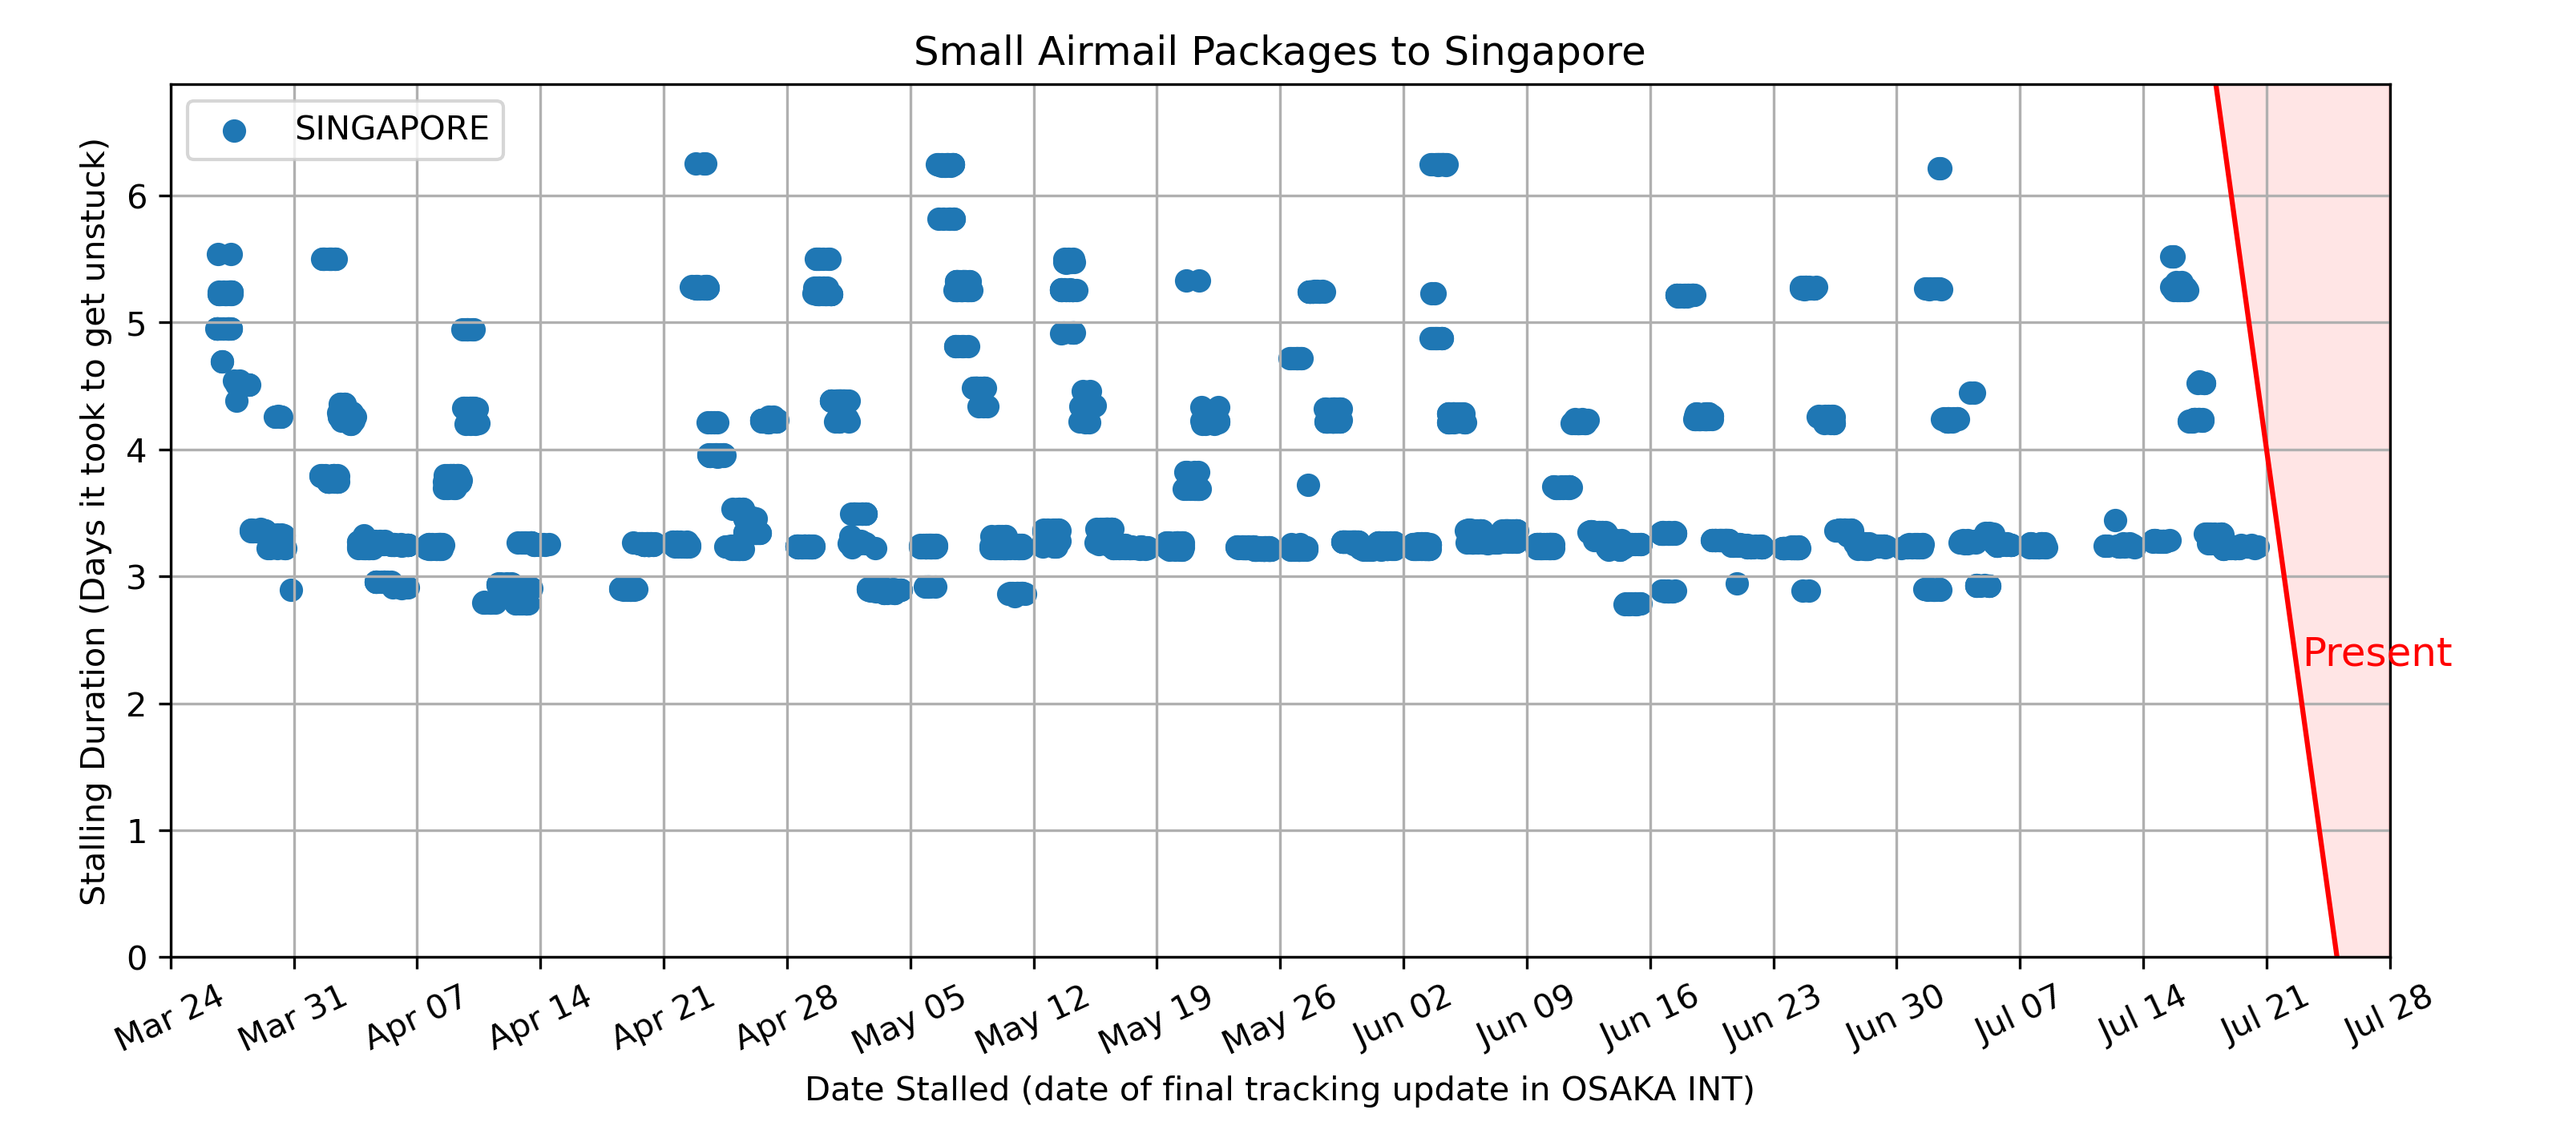 Small Airmail Packages to Singapore
SINGAPORE
Stalling Duration (Days it took to get unstuck)
6
5
4
3
2
1
0
Present
Mar 24
Mar 31
Apr 07
Apr 14
Apr 21
Apr 28
May 05
May 12
May 19
May 26
Jun 02
Jun 09
Jun 16
Jun 23
Jun 30
Jul 07
Jul 14
Jul 21
Jul 28
Date Stalled (date of final tracking update in OSAKA INT)